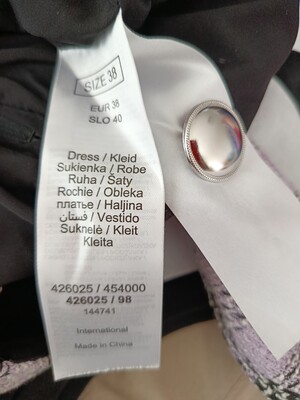 SIZE 38
EUR 38
SLO 40
Dress / Kleid
Sukienka / Robe
Ruha / Šaty
Rochie / Obleka
платье / Haljina
فستان / Vestido
Suknelė / Kleit
Kleita
426025 / 454000
426025 / 98
144741
International
Made in China